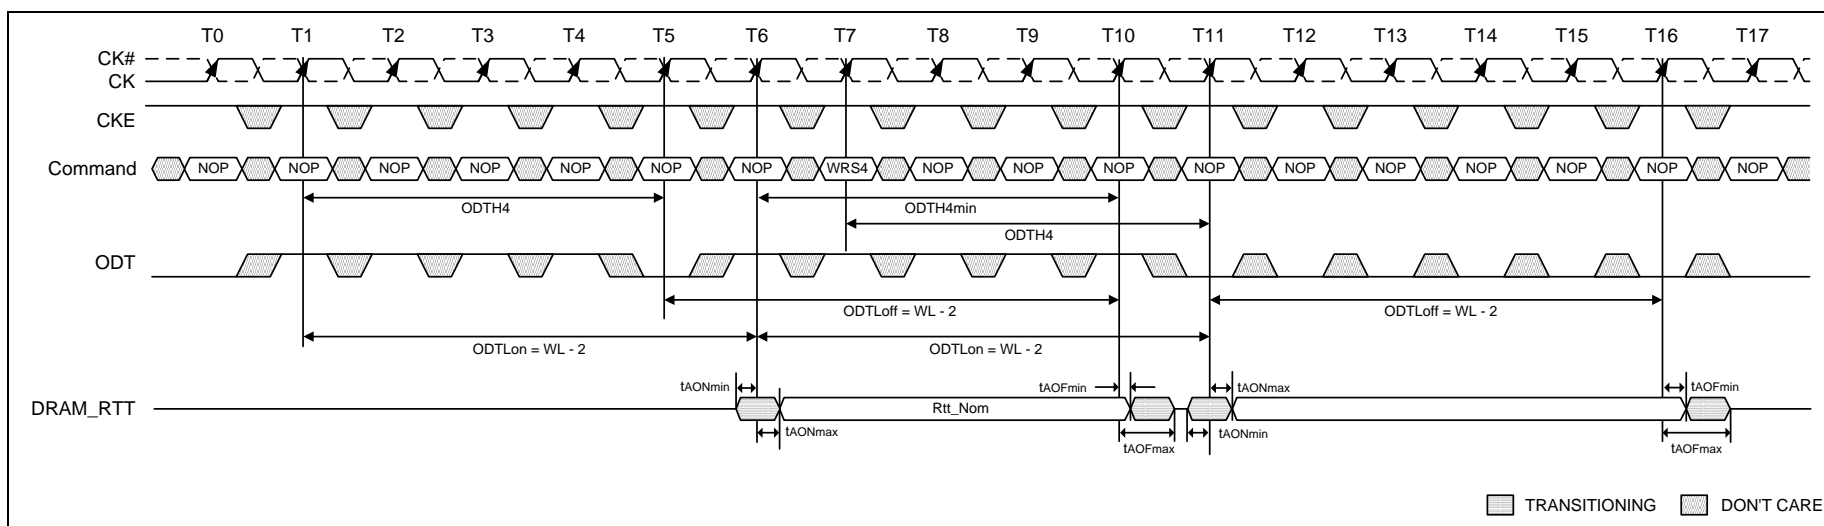 T0 T1 T2 T3 T4 T5 T6 T7 T8 T9 T10 T11 T12 T13 T14 T15 T16 T17
CK#
CK
CKE
Command NOP NOP NOP NOP NOP NOP NOP WRS4 NOP NOP NOP NOP NOP NOP NOP NOP NOP NOP
ODTH4 ODTH4min
ODTH4
ODT
ODTLoff = WL - 2 ODTLoff = WL - 2
ODTLon = WL - 2 ODTLon = WL - 2
tAONmin tAOFmin tAONmax tAOFmin
DRAM_RTT Rtt_Nom
tAONmax tAOFmax tAONmin tAOFmax
TRANSITIONING DON'T CARE